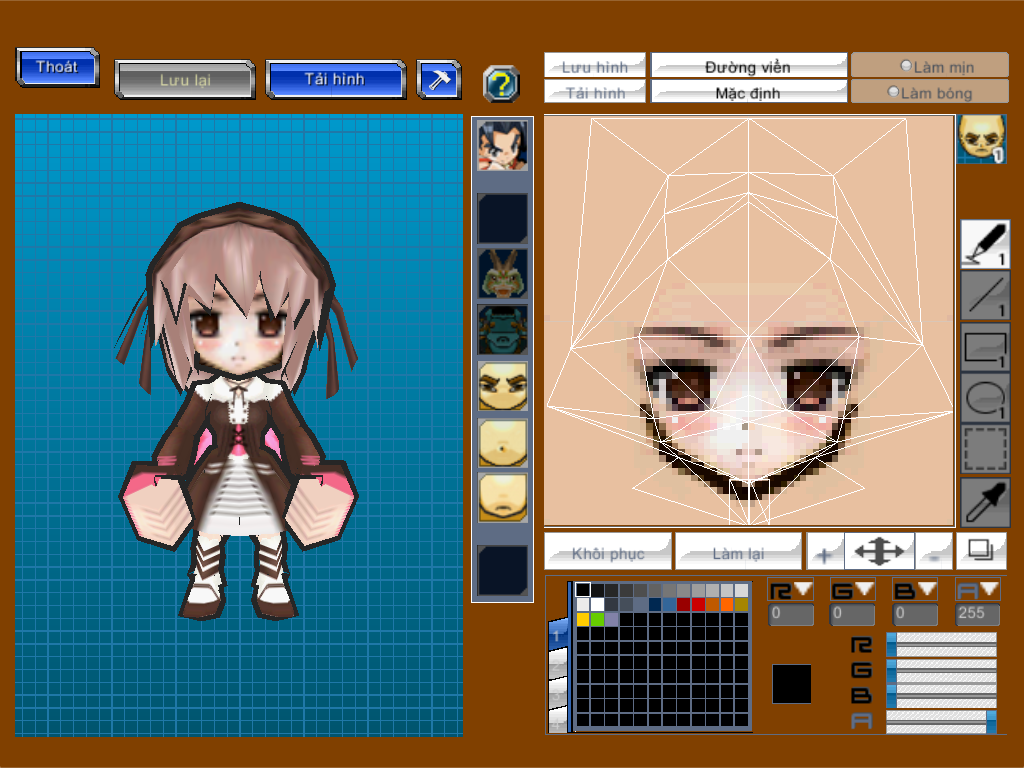 Thoát
Lưu lại
Tải hình
Lưu hình
Đường viền
Làm mịn
Tải hình
Mặc định
Làm bóng
1
1
1
1
1
Khôi phục
Làm lại
+
-
R
G
B
A
0
0
0
255
1
R
G
B
A